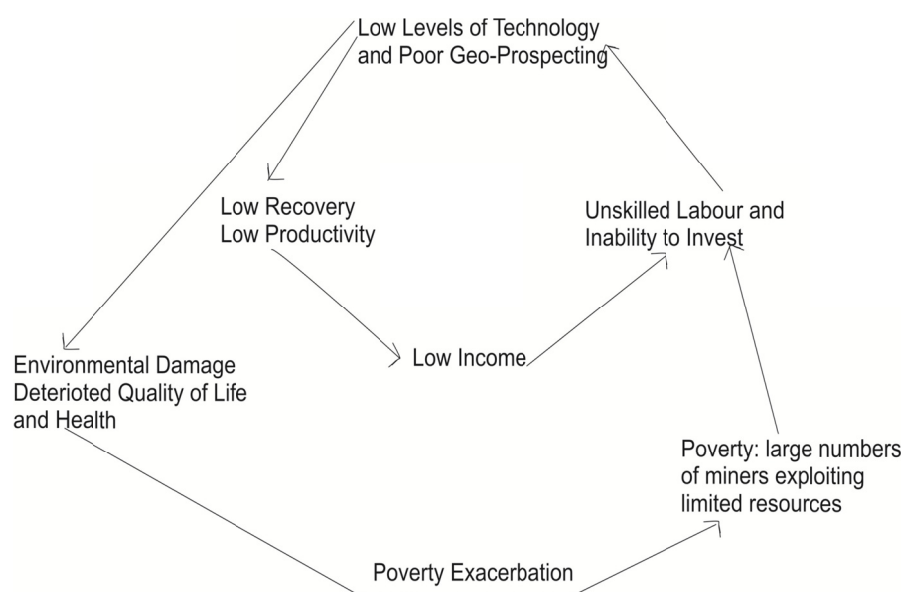 Low Levels of Technology
and Poor Geo-Prospecting
Low Recovery
Low Productivity
Unskilled Labour and
Inability to Invest
Environmental Damage
Deterioted Quality of Life
and Health
Low Income
Poverty: large numbers
of miners exploiting
limited resources
Poverty Exacerbation